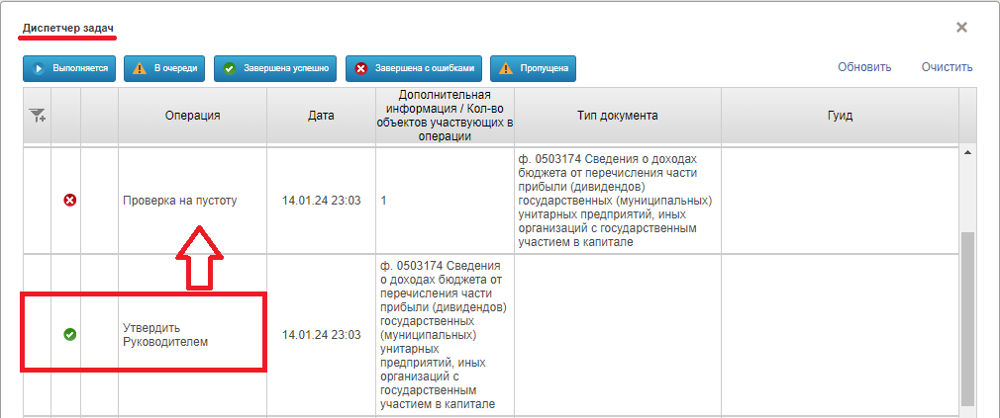 Диспетчер задач
Выполняется
В очереди
Завершена успешно
Завершена с ошибками
Пропущена
Обновить
Очистить
Операция
Дата
Дополнительная
информация / Кол-во
объектов участвующих в
операции
Тип документа
Гуид
Проверка на пустоту
14.01.24 23:03
1
ф. 0503174 Сведения о доходах
бюджета от перечисления части
прибыли (дивидендов)
государственных (муниципальных)
унитарных предприятий, иных
организаций с государственным
участием в капитале
Утвердить
Руководителем
14.01.24 23:03
ф. 0503174 Сведения
о доходах бюджета от
перечисления части
прибыли (дивидендов)
государственных
(муниципальных)
унитарных
предприятий, иных
организаций с
государственным
участием в капитале